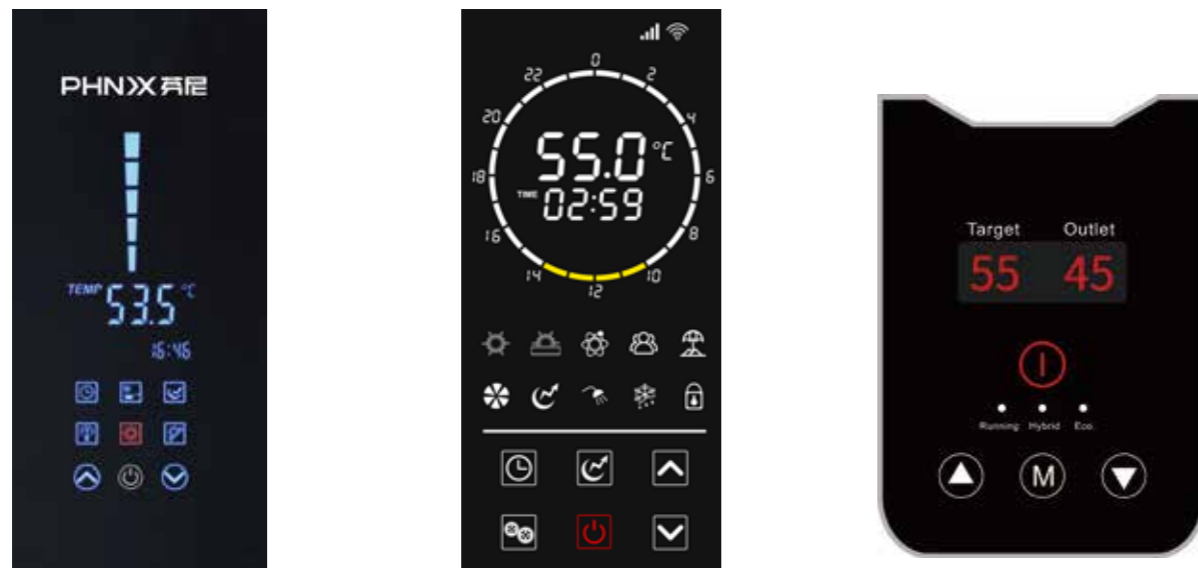 PHNIX 芬尼
TEMP 53.5 °C
16:46
0
22 2
20 4
55.0 °C
18 6
TIME 02:59
16 8
14 10
12
Target Outlet
55 45
Running Hybrid Eco
M